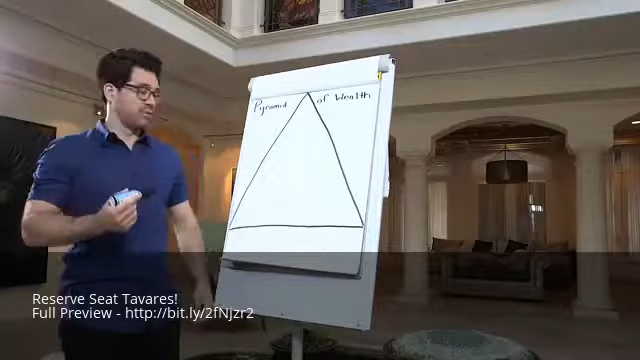 Pyramid of Wealth
Reserve Seat Tavares!
Full Preview - http://bit.ly/2fNjzr2